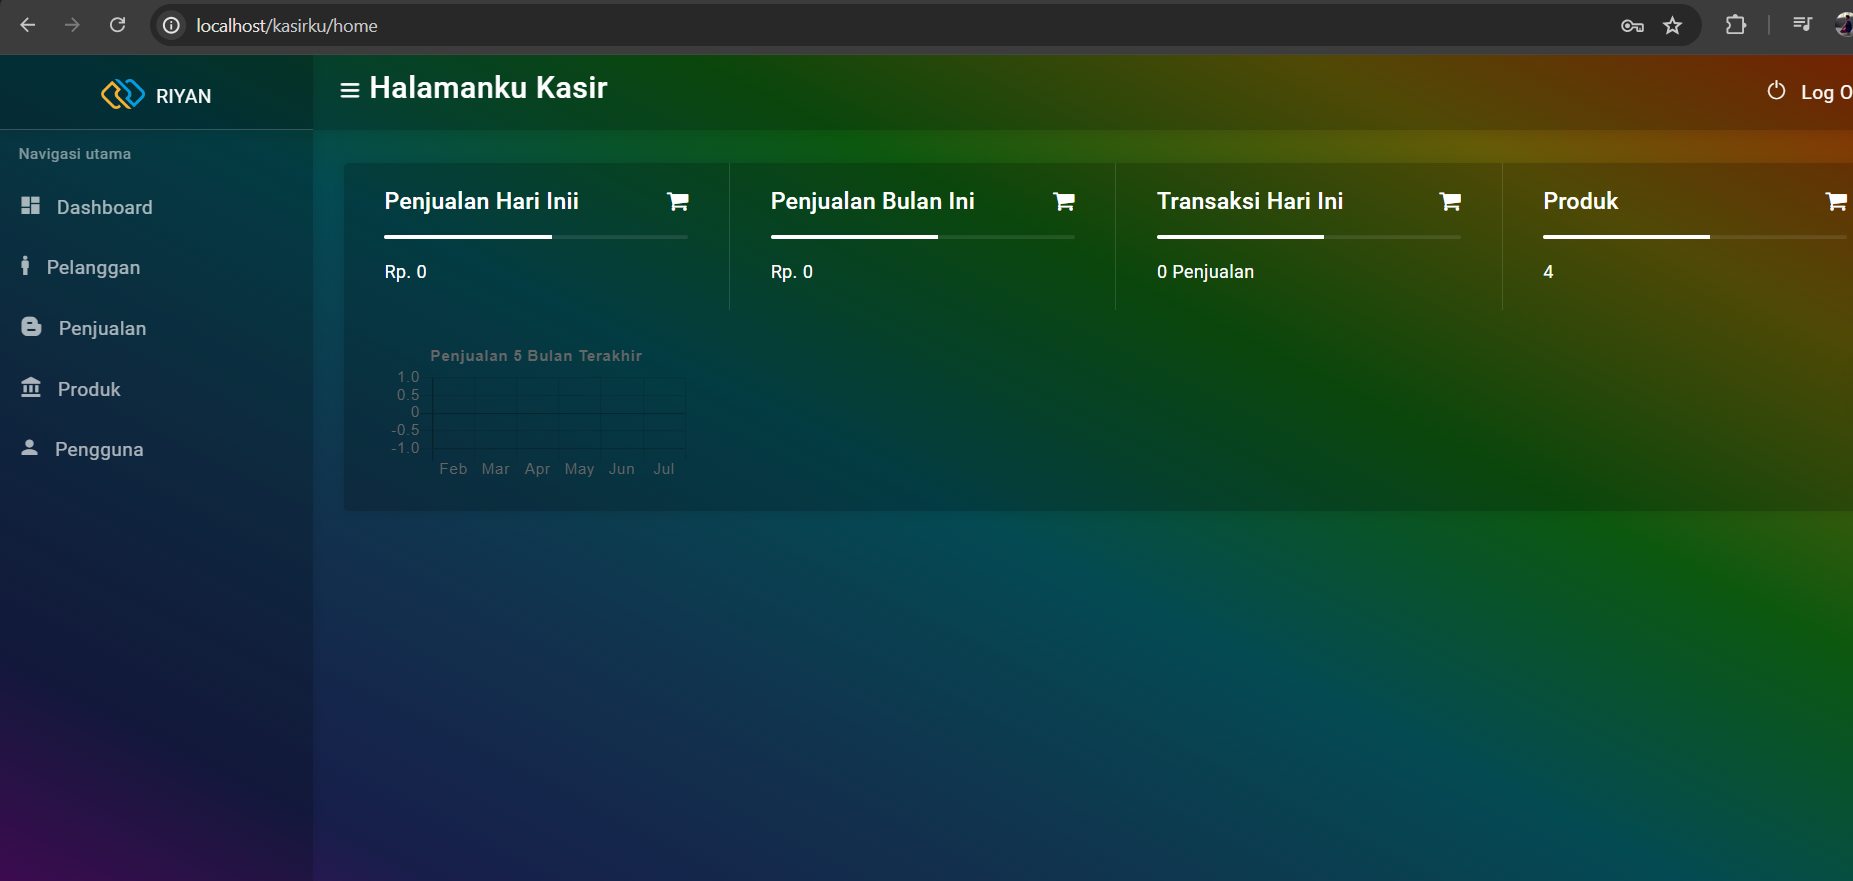 localhost/kasirku/home
RIYAN
Halamanku Kasir
Log O
Navigasi utama
Dashboard
Pelanggan
Penjualan
Produk
Pengguna
Penjualan Hari Inii
Rp. 0
Penjualan Bulan Ini
Rp. 0
Transaksi Hari Ini
0 Penjualan
Produk
4
Penjualan 5 Bulan Terakhir
1.0
0.5
0
-0.5
-1.0
Feb Mar Apr May Jun Jul